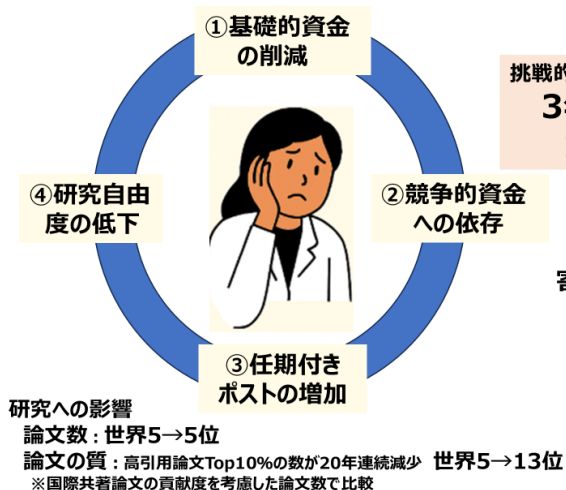 ①基礎的資金
の削減
挑戦的
3
④研究自由
度の低下
②競争的資金
への依存
③任期付き
ポストの増加
研究への影響
論文数：世界5→5位
論文の質：高引用論文Top10%の数が20年連続減少 世界5→13位
※国際共著論文の貢献度を考慮した論文数で比較